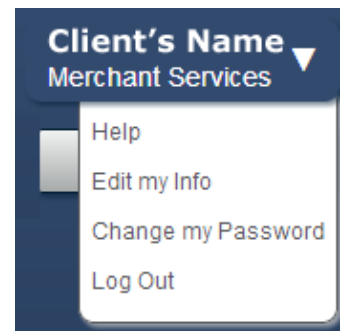 Client's Name
Merchant Services
Help
Edit my Info
Change my Password
Log Out